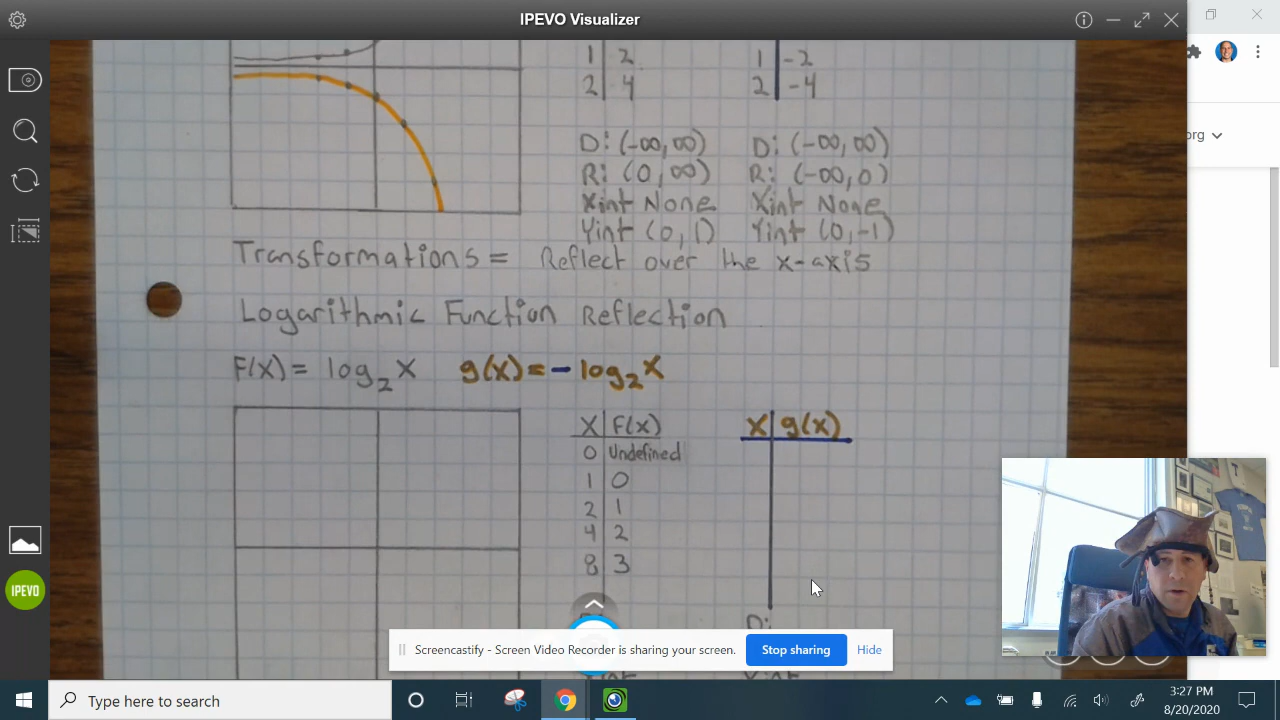 IPEVO Visualizer
1 2
2 4
1 -2
2 -4
D: (-∞, ∞)
R: (0, ∞)
Xint None
Yint (0, 1)
D: (-∞, ∞)
R: (-∞, 0)
Xint None
Yint (0, -1)
Transformations = Reflect over the x-axis
Logarithmic Function Reflection
F(x) = log₂ X g(x) = - log₂ X
X F(x)
0 Undefined
1 0
2 1
4 2
8 3
X g(x)
D:
org
IPEVO
Screencastify - Screen Video Recorder is sharing your screen. Stop sharing Hide
Type here to search
3:27 PM
8/20/2020